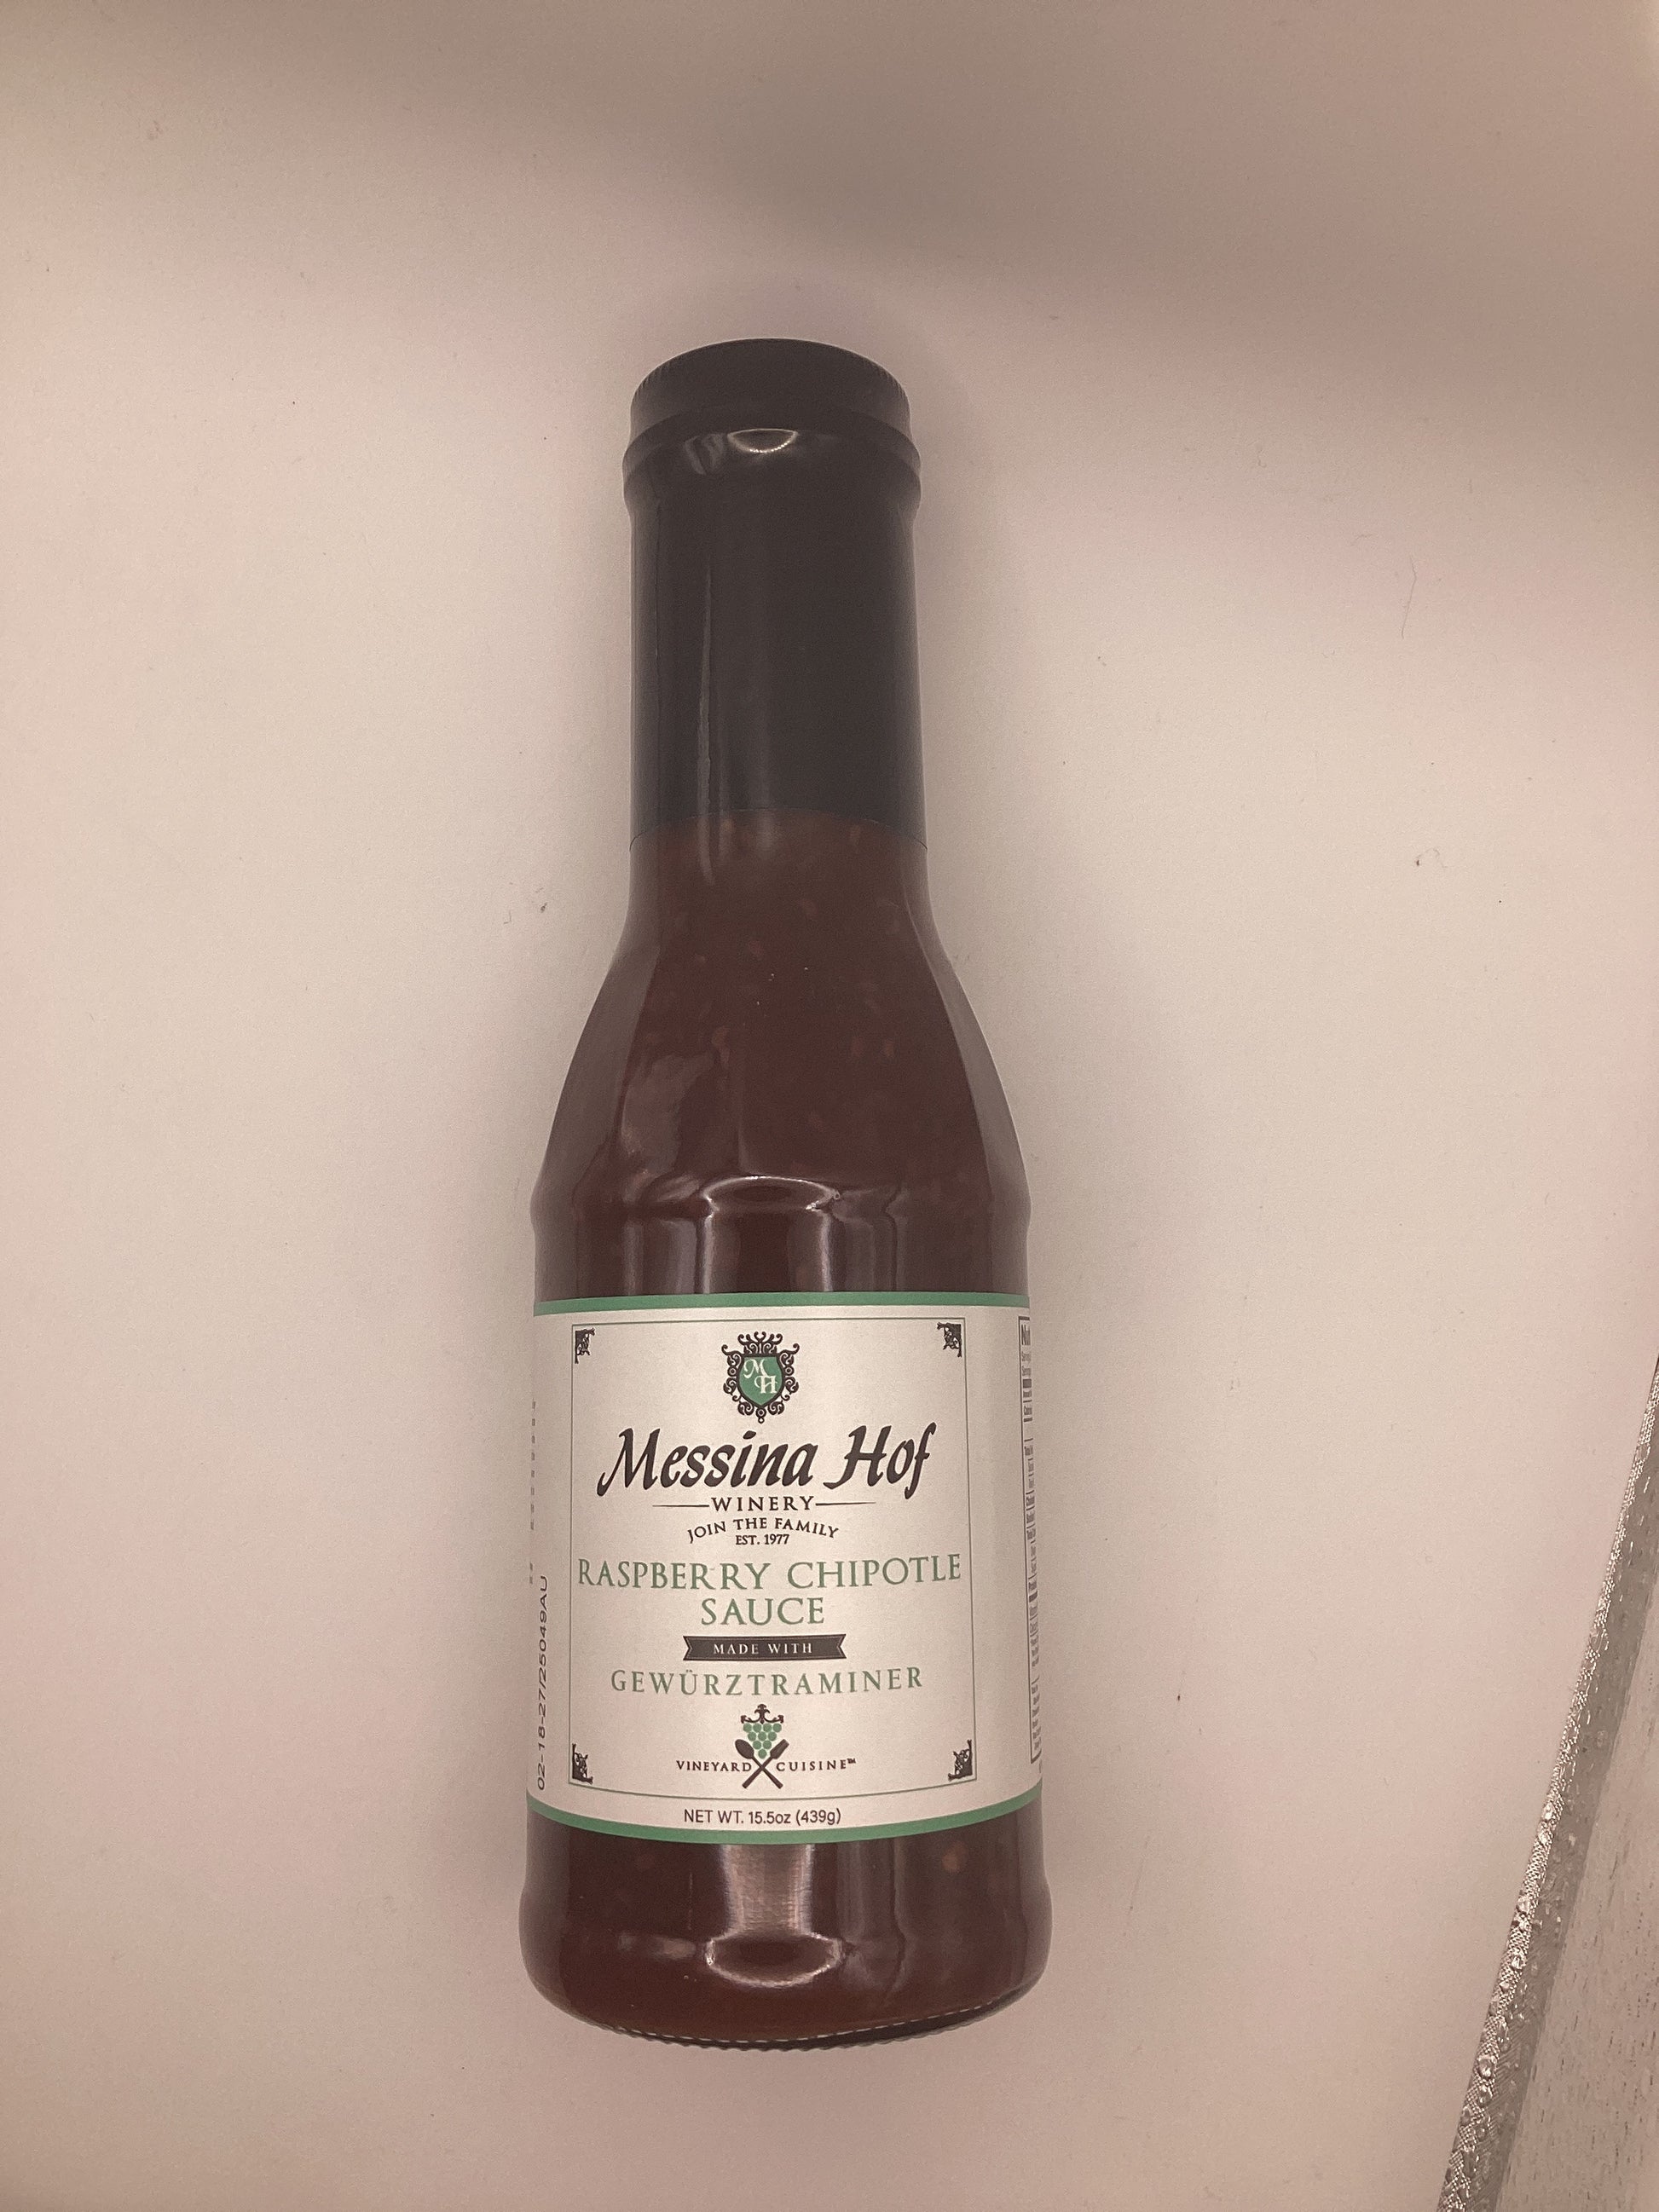 M
H
Messina Hof
WINERY
JOIN THE FAMILY
EST. 1977
RASPBERRY CHIPOTLE
SAUCE
MADE WITH
GEWÜRZTRAMINER
VINEYARD CUISINE™
NET WT. 15.5oz (439g)
02-18-27/25049AU